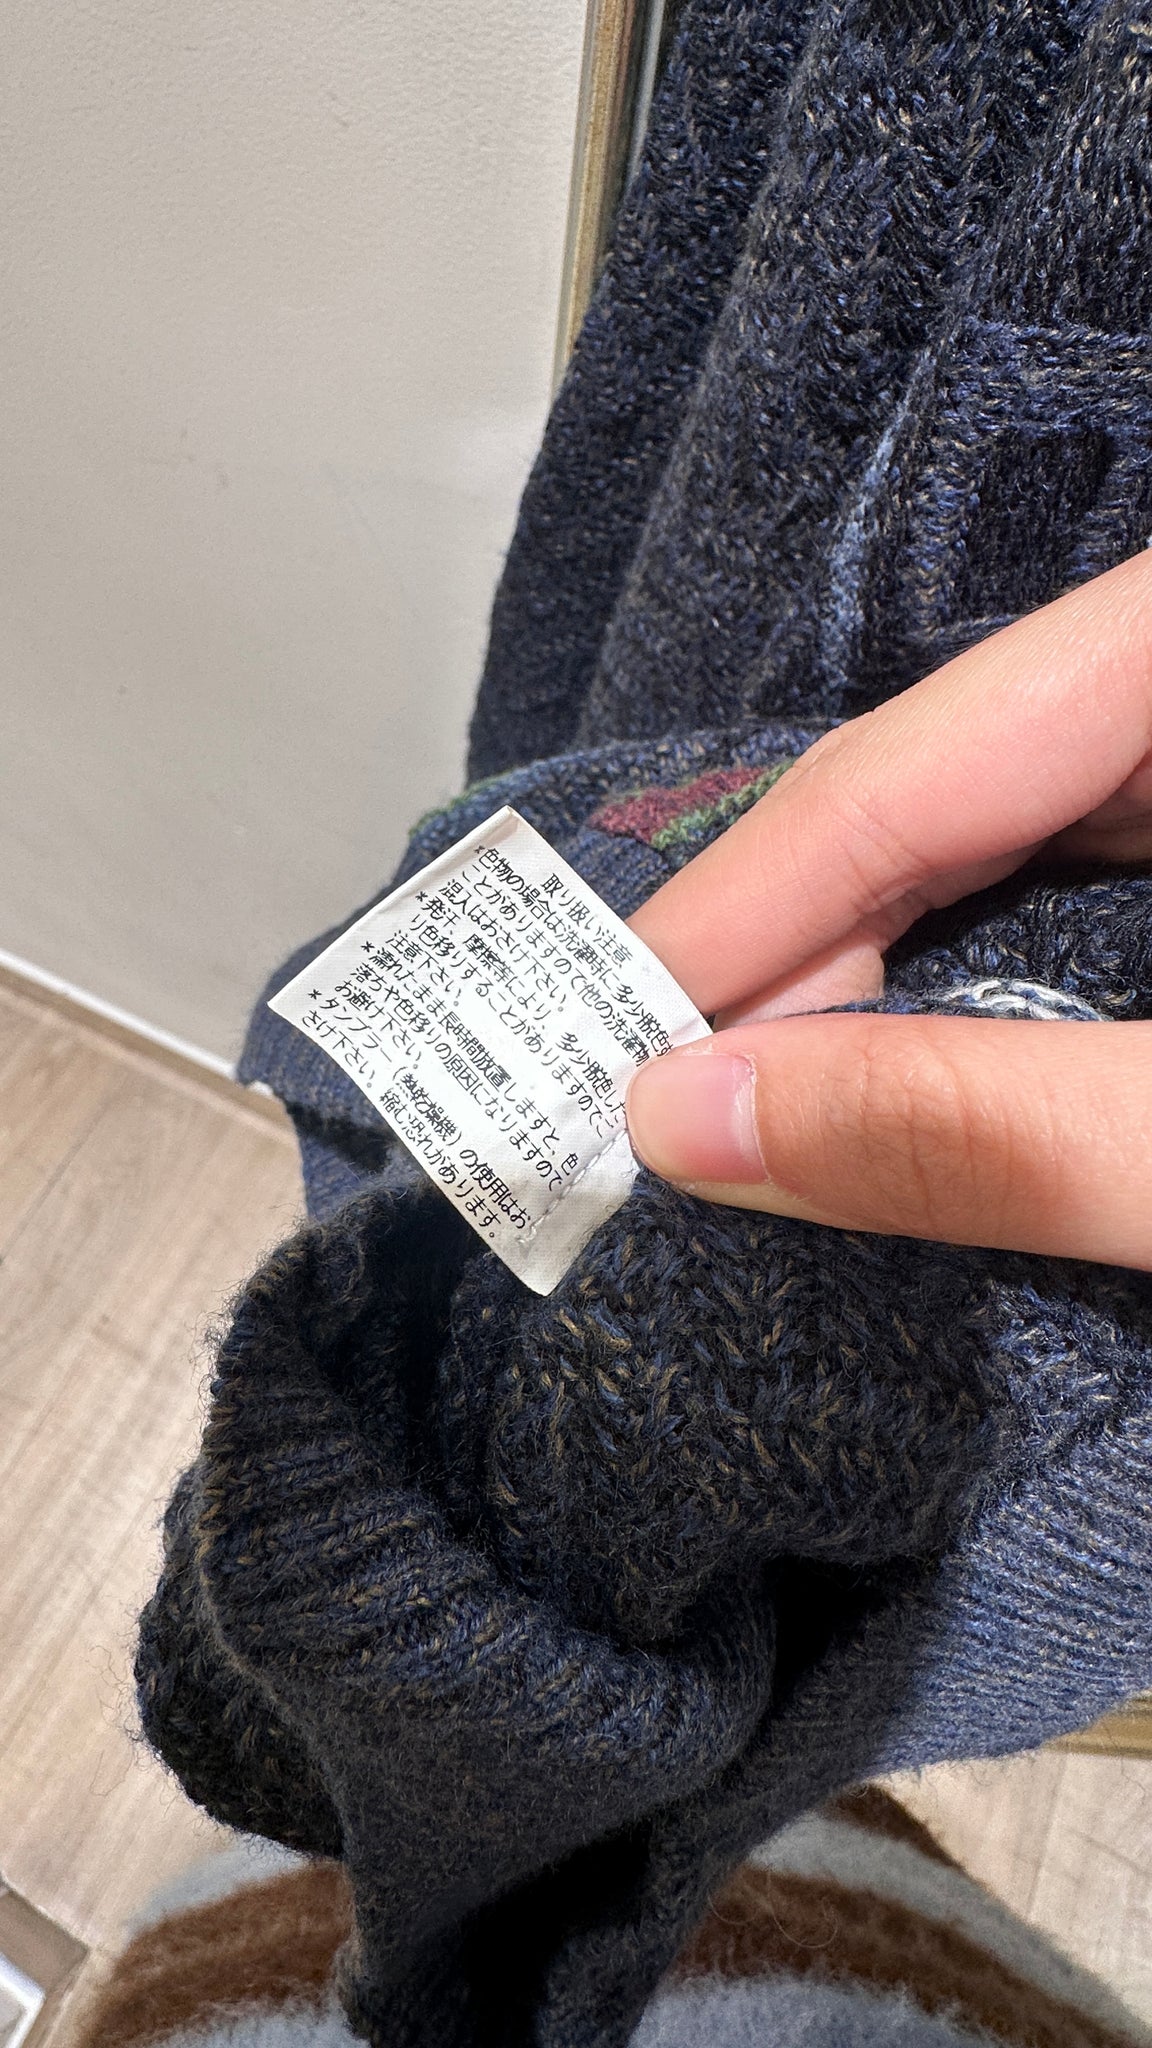 取り扱い注意
*色物の場合は洗濯時に多少脱色す
ことがありますので他の洗濯物
混入はおさけ下さい。
*発汗、摩擦等により、多少脱色した
り色移りすることがありますのでご
注意下さい。
*濡れたまま長時間放置しますと、色
落ちや色移りの原因になりますので
お避け下さい。
*タンブラー(熱乾燥機)の使用はお
さけ下さい。縮む恐れがあります。